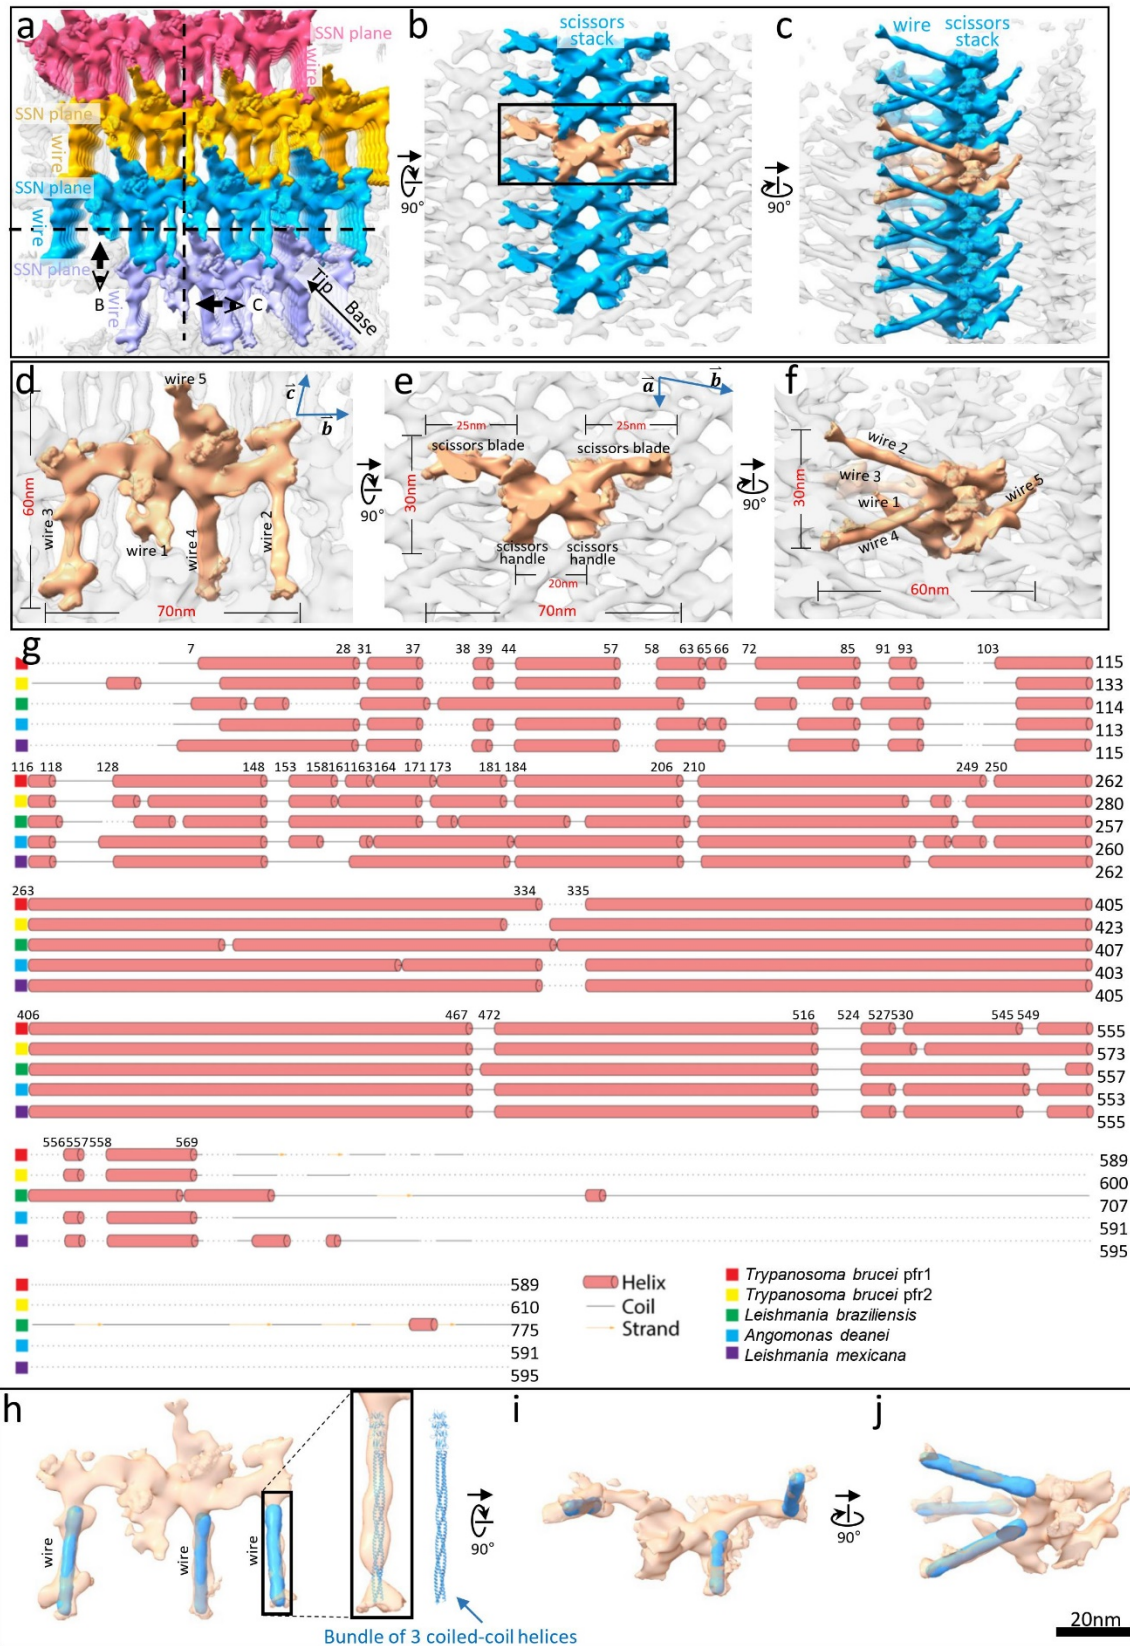 a
SSN plane
wire
SSN plane
wire
SSN plane
wire
SSN plane
wire
B
C
Tip
Base
90°
b
scissors
stack
90°
c
wire
scissors
stack
d
wire 5
c
b
60nm
wire 3
wire 1
wire 4
wire 2
70nm
90°
e
a
b
25nm
25nm
scissors blade
scissors blade
30nm
scissors
handle
scissors
handle
20nm
70nm
90°
f
wire 2
wire 3
wire 5
wire 1
wire 4
30nm
60nm
g
7 28 31 37 38 39 44 57 58 63 65 66 72 85 91 93 103
115
133
114
113
115
116 118 128 148 153 158 161 163 164 171 173 181 184 206 210 249 250
262
280
257
260
262
263 334 335
405
423
407
403
405
406 467 472 516 524 527 530 545 549
555
573
557
553
555
556 557 558 569
589
600
707
591
595
589
610
775
591
595
Helix
Coil
Strand
Trypanosoma brucei pfr1
Trypanosoma brucei pfr2
Leishmania braziliensis
Angomonas deanei
Leishmania mexicana
h
wire
wire
wire
Bundle of 3 coiled-coil helices
90°
i
90°
j
20nm